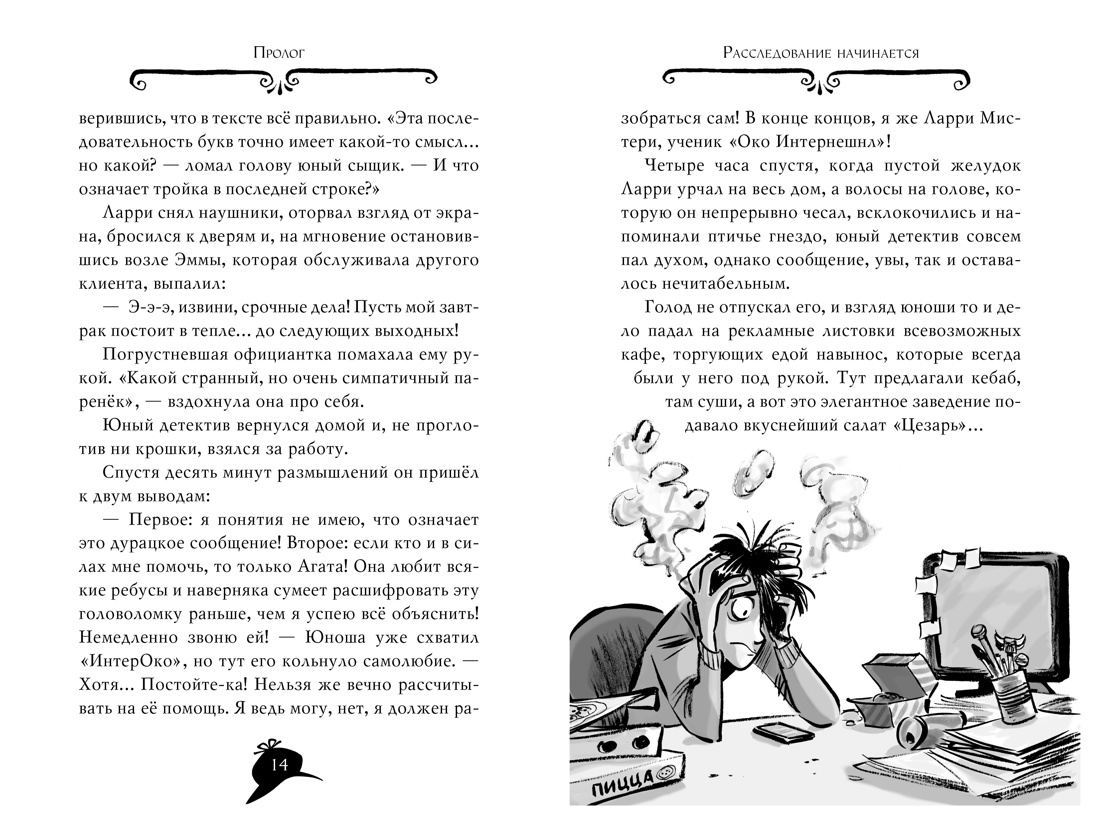 Пролог
верившись, что в тексте всё правильно. «Эта после-
довательность букв точно имеет какой-то смысл...
но какой? — ломал голову юный сыщик. — И что
означает тройка в последней строке?»
Ларри снял наушники, оторвал взгляд от экра-
на, бросился к дверям и, на мгновение остановив-
шись возле Эммы, которая обслуживала другого
клиента, выпалил:
— Э-э-э, извини, срочные дела! Пусть мой завт-
рак постоит в тепле... до следующих выходных!
Погрустневшая официантка помахала ему ру-
кой. «Какой странный, но очень симпатичный па-
ренёк», — вздохнула она про себя.
Юный детектив вернулся домой и, не прогло-
тив ни крошки, взялся за работу.
Спустя десять минут размышлений он пришёл
к двум выводам:
— Первое: я понятия не имею, что означает
это дурацкое сообщение! Второе: если кто и в си-
лах мне помочь, то только Агата! Она любит вся-
кие ребусы и наверняка сумеет расшифровать эту
головоломку раньше, чем я успею всё объяснить!
Немедленно звоню ей! — Юноша уже схватил
«ИнтерОко», но тут его кольнуло самолюбие. —
Хотя... Постойте-ка! Нельзя же вечно рассчиты-
вать на её помощь. Я ведь могу, нет, я должен ра-
14
Расследование начинается
зобраться сам! В конце концов, я же Ларри Мис-
тери, ученик «Око Интернешнл»!
Четыре часа спустя, когда пустой желудок
Ларри урчал на весь дом, а волосы на голове, ко-
торую он непрерывно чесал, всклокочились и на-
поминали птичье гнездо, юный детектив совсем
пал духом, однако сообщение, увы, так и остава-
лось нечитабельным.
Голод не отпускал его, и взгляд юноши то и де-
ло падал на рекламные листовки всевозможных
кафе, торгующих едой навынос, которые всегда
были у него под рукой. Тут предлагали кебаб,
там суши, а вот это элегантное заведение по-
давало вкуснейший салат «Цезарь»...
ПИЦЦА